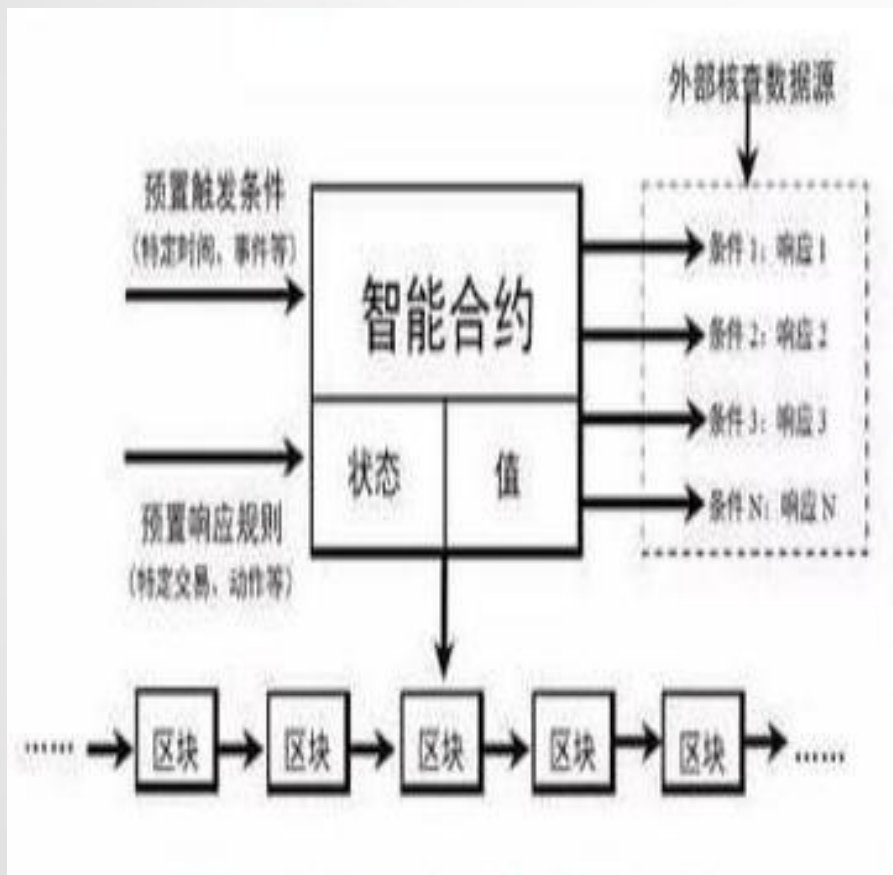 外部核查数据源
预置触发条件
(特定时间、事件等)
智能合约
状态
值
预置响应规则
(特定交易、动作等)
条件1：响应1
条件2：响应2
条件3：响应3
条件N：响应N
…… 区块 区块 区块 区块 区块 ……